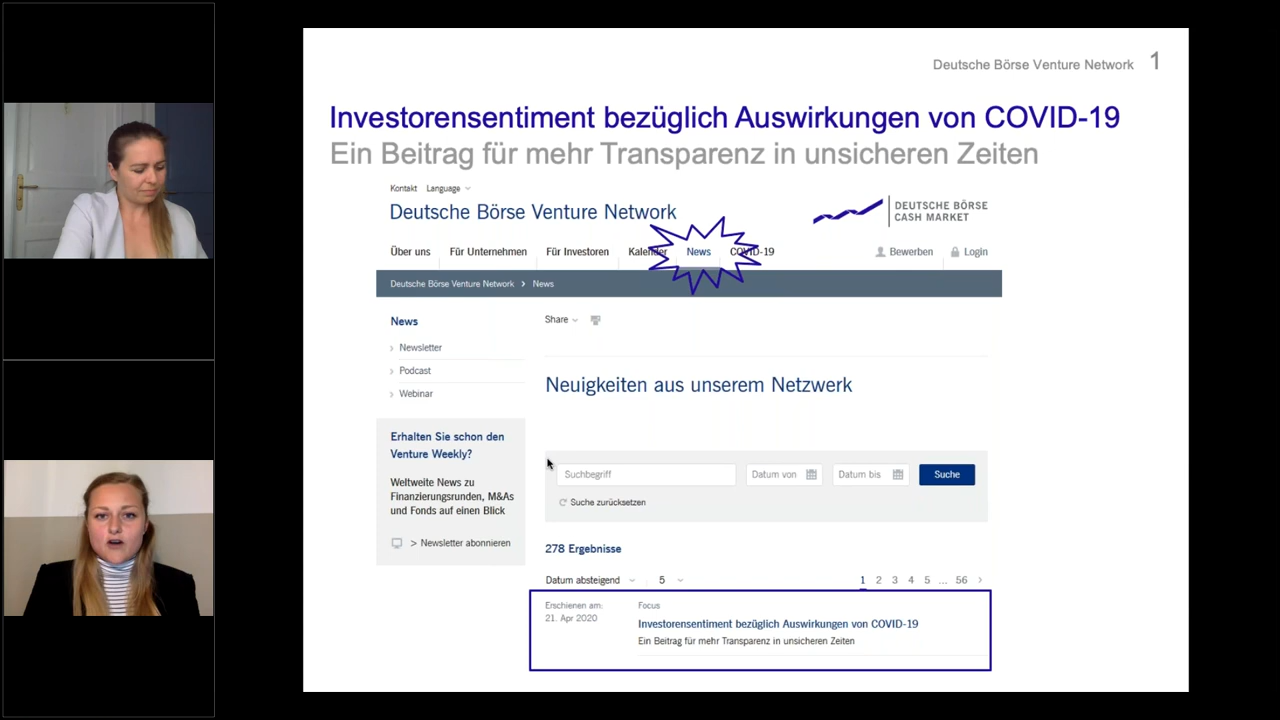 Deutsche Börse Venture Network 1
Investorensentiment bezüglich Auswirkungen von COVID-19
Ein Beitrag für mehr Transparenz in unsicheren Zeiten
Kontakt Language
Deutsche Börse Venture Network
DEUTSCHE BÖRSE
CASH MARKET
Über uns Für Unternehmen Für Investoren Kalender News COVID-19 Bewerben Login
Deutsche Börse Venture Network > News
News
Newsletter
Podcast
Webinar
Erhalten Sie schon den
Venture Weekly?
Weltweite News zu
Finanzierungsrunden, M&As
und Fonds auf einen Blick
> Newsletter abonnieren
Share
Neuigkeiten aus unserem Netzwerk
Suchbegriff Datum von Datum bis Suche
Suche zurücksetzen
278 Ergebnisse
Datum absteigend 5 1 2 3 4 5 ... 56 >
Erschienen am: Focus
21. Apr 2020 Investorensentiment bezüglich Auswirkungen von COVID-19
Ein Beitrag für mehr Transparenz in unsicheren Zeiten